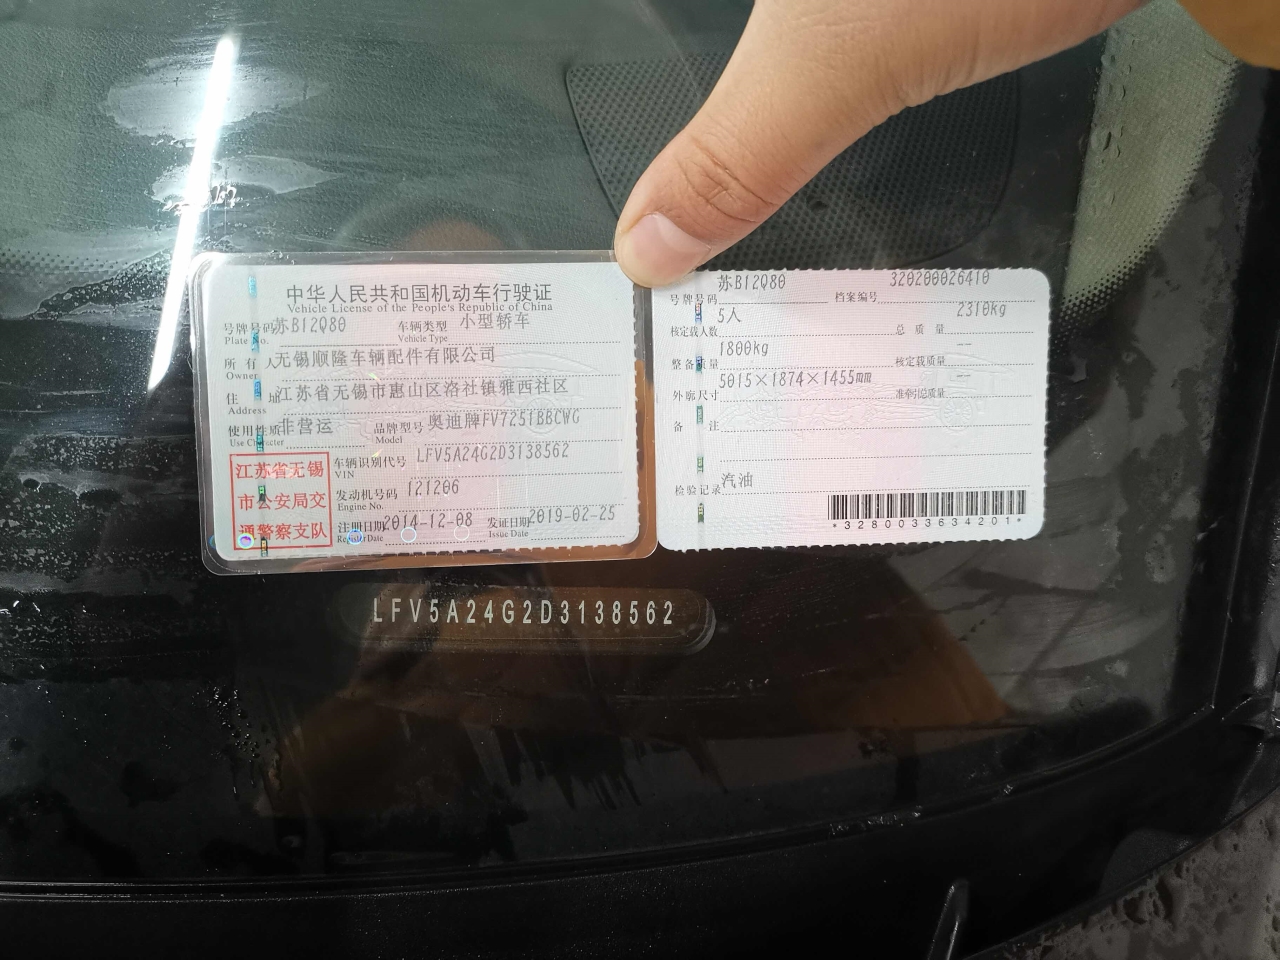 中华人民共和国机动车行驶证
Vehicle License of the People's Republic of China
号牌号码 苏B12Q80 车辆类型 小型轿车
Plate No. Vehicle Type
所有人 无锡顺隆车辆配件有限公司
Owner
住址 江苏省无锡市惠山区洛社镇雅西社区
Address
使用性质 非营运 品牌型号 奥迪牌FV7251BBCWG
Use Character Model
车辆识别代号 LFV5A24G2D3138562
VIN
发动机号码 121206
Engine No.
注册日期 2014-12-08 发证日期 2019-02-25
Register Date Issue Date
江苏省无锡
市公安局交
通警察支队
号牌号码 苏B12Q80 档案编号 320200026410
核定载人数 5人 总质量 2310kg
整备质量 1800kg 核定载质量 --
外廓尺寸 5015×1874×1455mm 准牵引总质量 --
备注
检验记录 汽油
*3280033634201*
LFV5A24G2D3138562